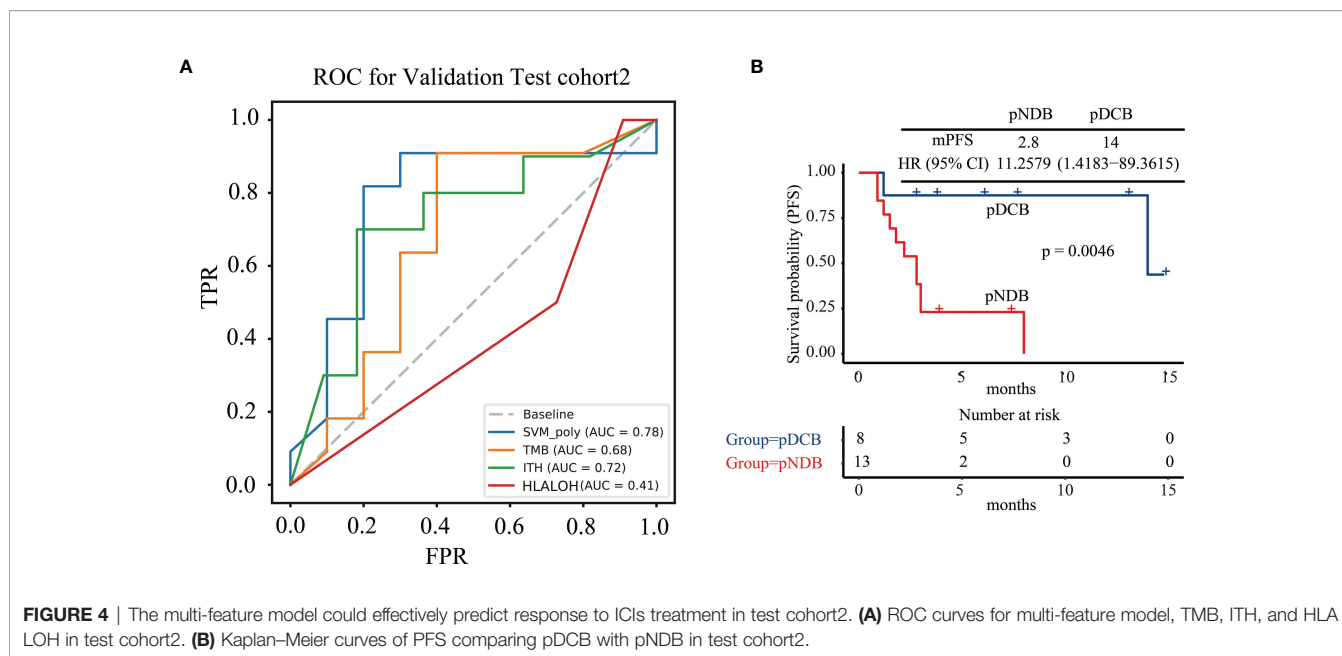 A
ROC for Validation Test cohort2
1.0
0.8
0.6
0.4
0.2
0.0
TPR
0.0 0.2 0.4 0.6 0.8 1.0
FPR
Baseline
SVM_poly (AUC = 0.78)
TMB (AUC = 0.68)
ITH (AUC = 0.72)
HLALOH (AUC = 0.41)
B
pNDB pDCB
mPFS 2.8 14
HR (95% CI) 11.2579 (1.4183−89.3615)
Survival probability (PFS)
1.00
0.75
0.50
0.25
0.00
pDCB
p = 0.0046
pNDB
0 5 10 15
months
Number at risk
Group=pDCB 8 5 3 0
Group=pNDB 13 2 0 0
0 5 10 15
months
FIGURE 4 | The multi-feature model could effectively predict response to ICIs treatment in test cohort2. (A) ROC curves for multi-feature model, TMB, ITH, and HLA
LOH in test cohort2. (B) Kaplan–Meier curves of PFS comparing pDCB with pNDB in test cohort2.